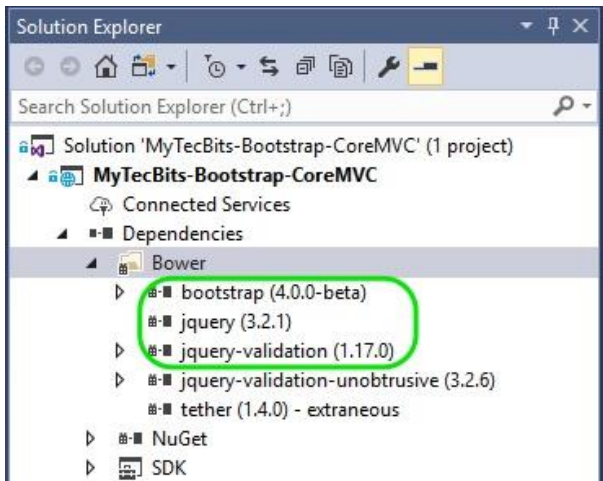 Solution Explorer
Search Solution Explorer (Ctrl+;)
Solution 'MyTecBits-Bootstrap-CoreMVC' (1 project)
MyTecBits-Bootstrap-CoreMVC
Connected Services
Dependencies
Bower
bootstrap (4.0.0-beta)
jquery (3.2.1)
jquery-validation (1.17.0)
jquery-validation-unobtrusive (3.2.6)
tether (1.4.0) - extraneous
NuGet
SDK